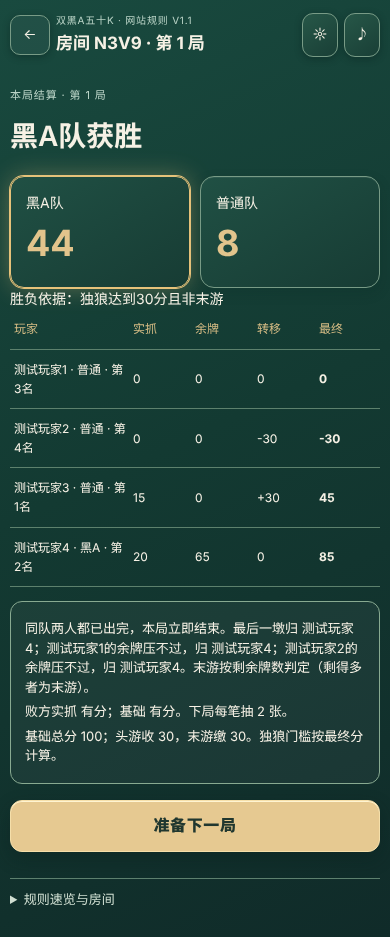 ←
双黑A五十K · 网站规则 V1.1
房间 N3V9 · 第 1 局
♪
本局结算 · 第 1 局
黑A队获胜
黑A队
44
普通队
8
胜负依据：独狼达到30分且非末游
玩家 实抓 余牌 转移 最终
测试玩家1 · 普通 · 第
3名
0 0 0 0
测试玩家2 · 普通 · 第
4名
0 0 -30 -30
测试玩家3 · 普通 · 第
1名
15 0 +30 45
测试玩家4 · 黑A · 第
2名
20 65 0 85
同队两人都已出完，本局立即结束。最后一墩归 测试玩家
4；测试玩家1的余牌压不过，归 测试玩家4；测试玩家2的
余牌压不过，归 测试玩家4。末游按剩余牌数判定（剩得多
者为末游）。
败方实抓 有分；基础 有分。下局每笔抽 2 张。
基础总分 100；头游收 30，末游缴 30。独狼门槛按最终分
计算。
准备下一局
▶ 规则速览与房间